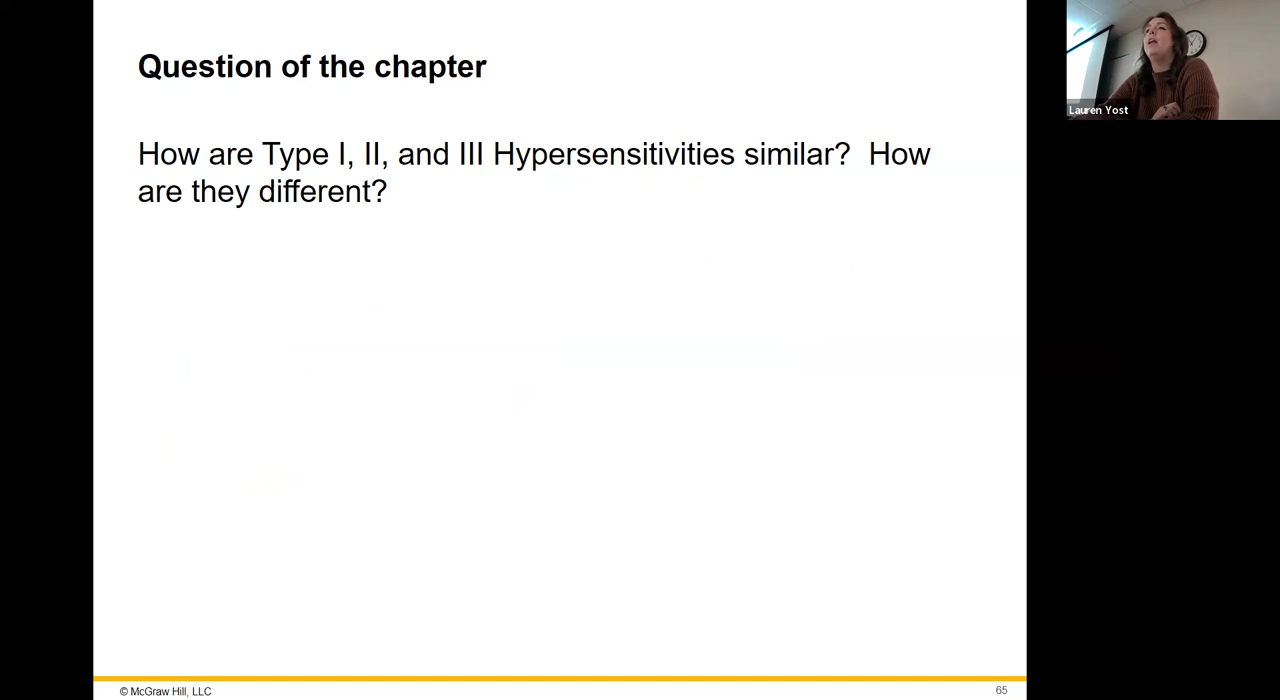 Question of the chapter
How are Type I, II, and III Hypersensitivities similar?  How
are they different?
Lauren Yost
© McGraw Hill, LLC
65